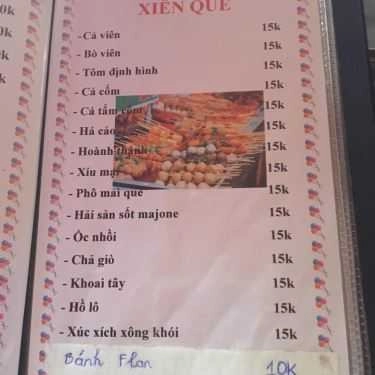 XIÊN QUE
- Cá viên 15k
- Bò viên 15k
- Tôm định hình 15k
- Cá cốm 15k
- Cá tẩm cốm 15k
- Há cảo 15k
- Hoành thánh 15k
- Xíu mại 15k
- Phô mai que 15k
- Hải sản sốt majone 15k
- Ốc nhồi 15k
- Chả giò 15k
- Khoai tây 15k
- Hồ lô 15k
- Xúc xích xông khói 15k
Bánh Flan 10K